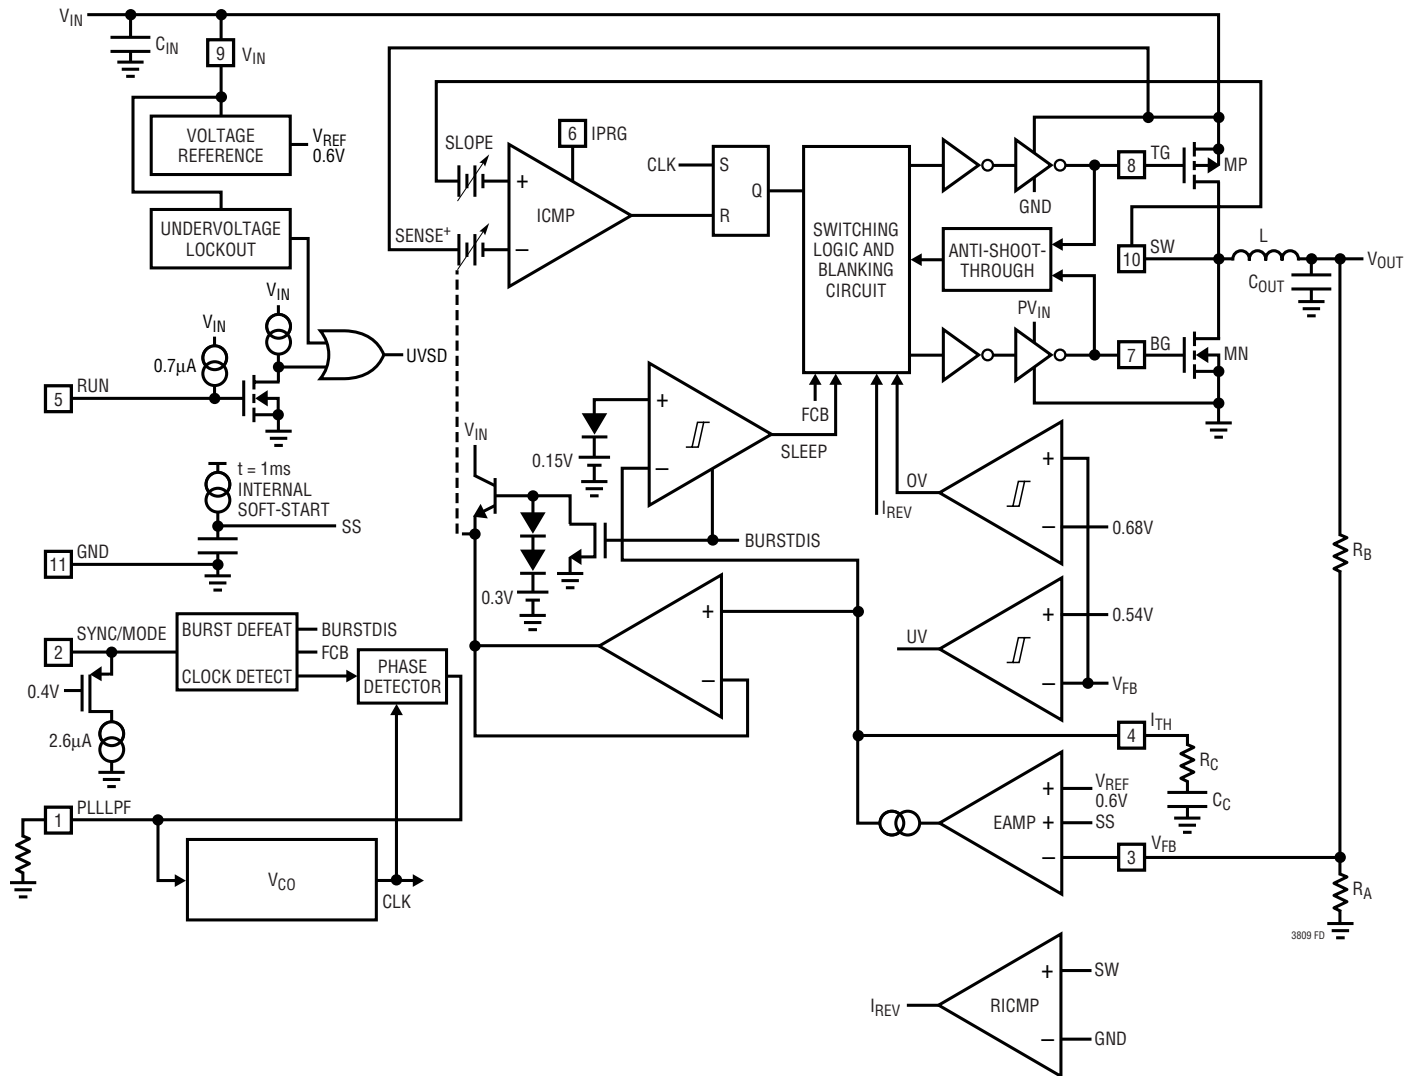 VIN
CIN
9
VIN
VOLTAGE
REFERENCE
VREF
0.6V
UNDERVOLTAGE
LOCKOUT
VIN
VIN
0.7µA
RUN
5
UVSD
t = 1ms
INTERNAL
SOFT-START
SS
GND
11
SYNC/MODE
2
BURST DEFEAT
CLOCK DETECT
BURSTDIS
FCB
PHASE
DETECTOR
0.4V
2.6µA
PLLLPF
1
VCO
CLK
SLOPE
SENSE+
+
–
ICMP
6
IPRG
CLK
S
R
Q
SWITCHING
LOGIC AND
BLANKING
CIRCUIT
GND
ANTI-SHOOT-
THROUGH
PVIN
8
TG
MP
SW
10
L
VOUT
COUT
BG
7
MN
FCB
SLEEP
IREV
OV
+
–
0.15V
VIN
0.3V
BURSTDIS
+
–
0.68V
+
–
0.54V
UV
VFB
+
–
ITH
4
RC
CC
EAMP
+
+
–
VREF
0.6V
SS
VFB
3
RB
RA
3809 FD
IREV
RICMP
+
–
SW
GND